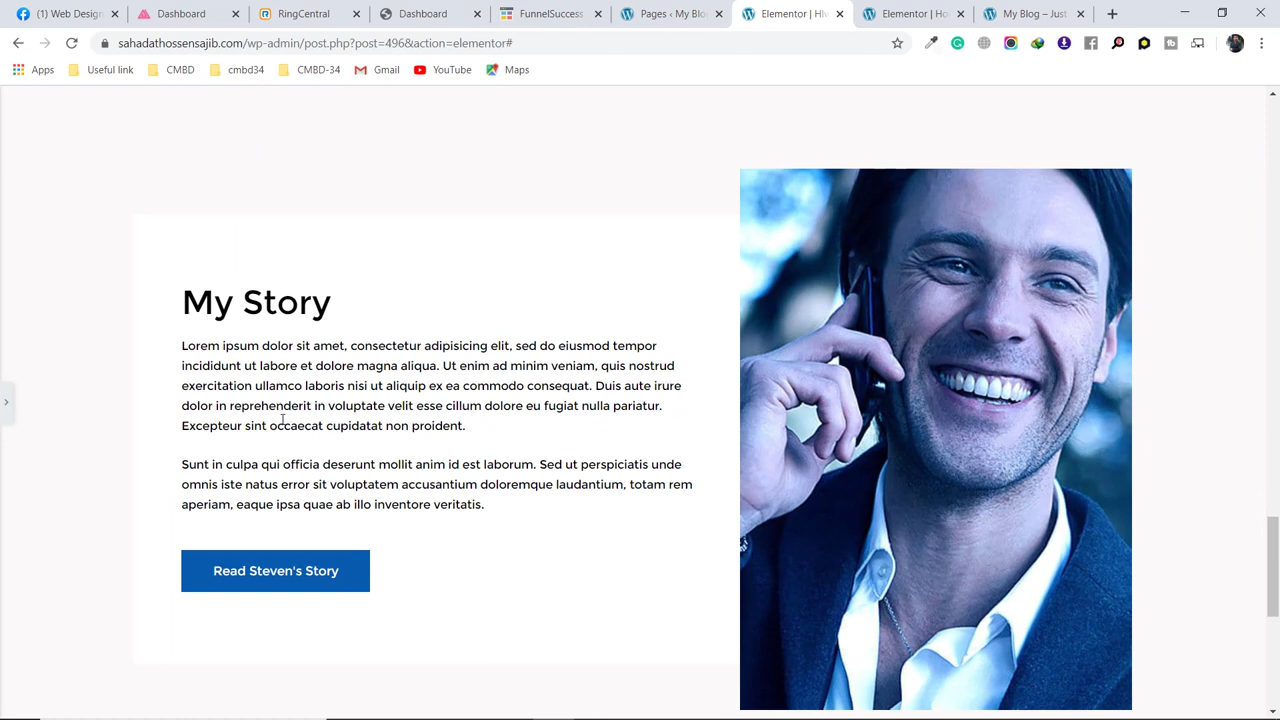 (1) Web Desig
Dashboard
RingCentral
Dashboard
FunnelSuccess
Pages ‹ My Blo
Elementor | Hi
Elementor | Ho
My Blog – Just
sahadathossensajib.com/wp-admin/post.php?post=496&action=elementor#
Apps
Useful link
CMBD
cmbd34
CMBD-34
Gmail
YouTube
Maps
My Story
Lorem ipsum dolor sit amet, consectetur adipisicing elit, sed do eiusmod tempor
incididunt ut labore et dolore magna aliqua. Ut enim ad minim veniam, quis nostrud
exercitation ullamco laboris nisi ut aliquip ex ea commodo consequat. Duis aute irure
dolor in reprehenderit in voluptate velit esse cillum dolore eu fugiat nulla pariatur.
Excepteur sint occaecat cupidatat non proident.
Sunt in culpa qui officia deserunt mollit anim id est laborum. Sed ut perspiciatis unde
omnis iste natus error sit voluptatem accusantium doloremque laudantium, totam rem
aperiam, eaque ipsa quae ab illo inventore veritatis.
Read Steven's Story